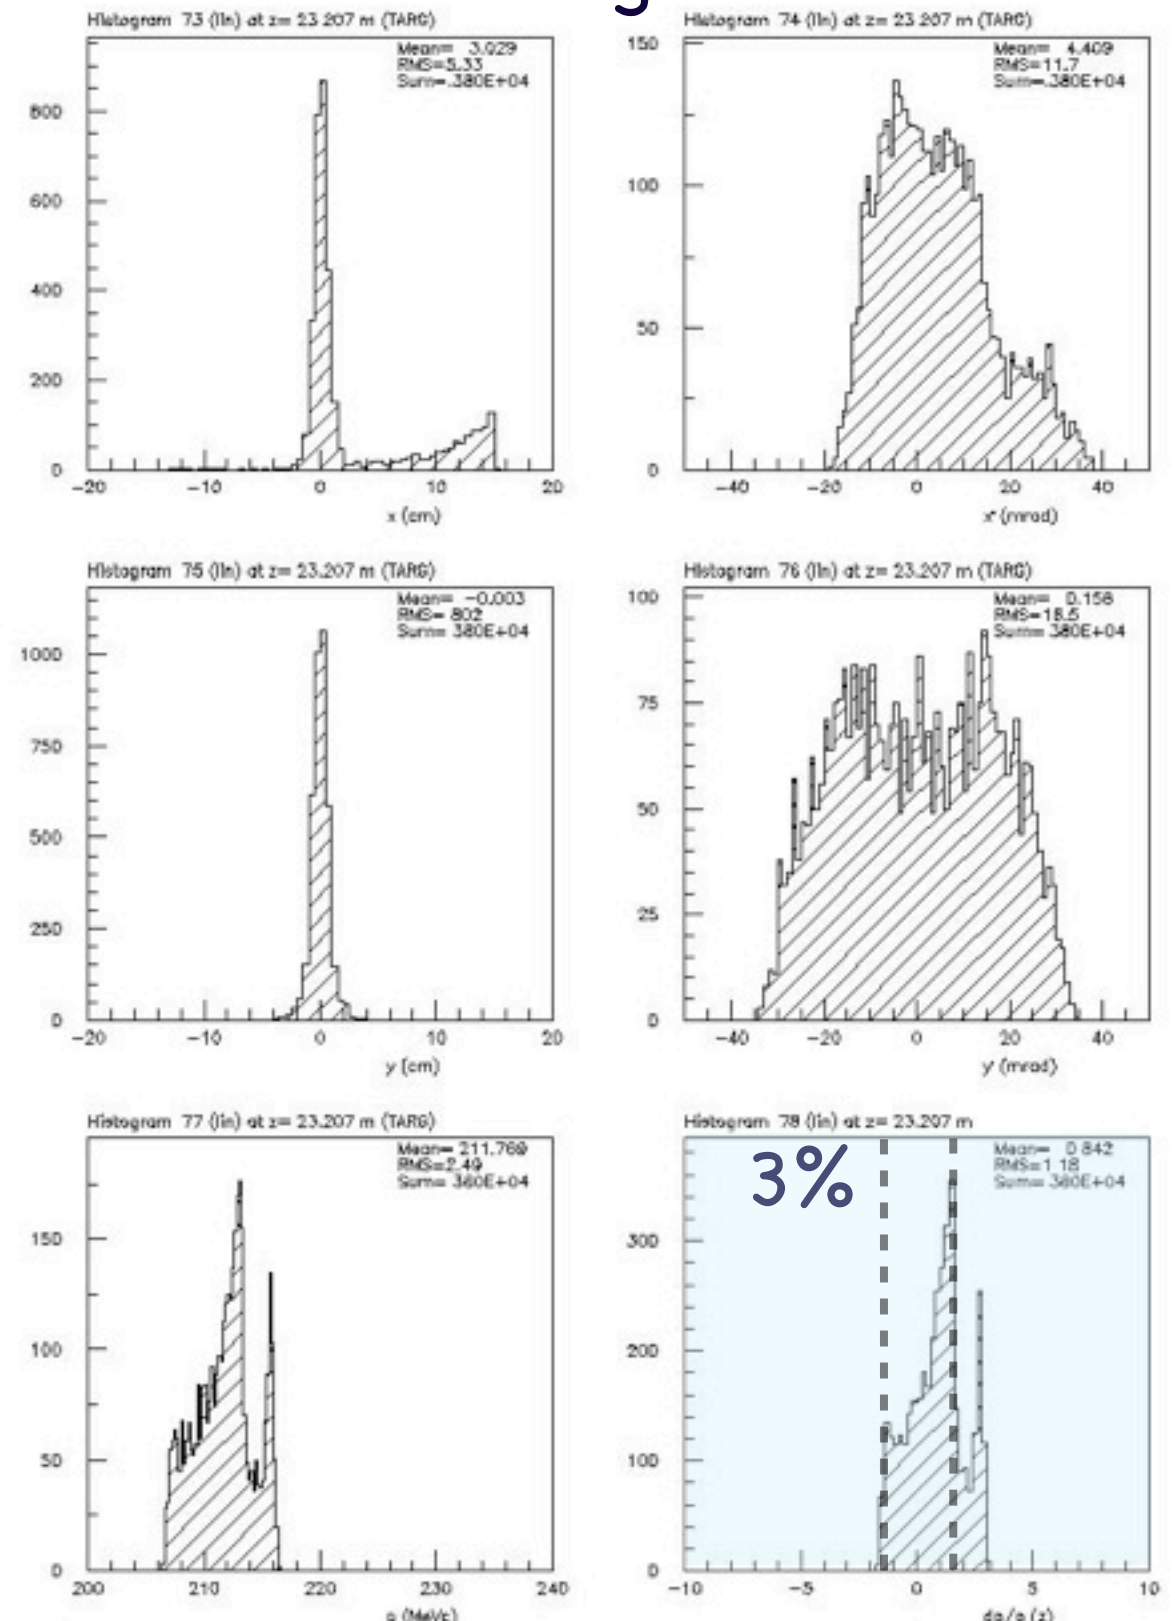 Histogram 73 (lin) at z= 23.207 m (TARG)
Mean= 3.029
RMS=5.33
Sum=.380E+04
800
600
400
200
0
-20 -10 0 10 20
x (cm)
Histogram 74 (lin) at z= 23.207 m (TARG)
Mean= 4.409
RMS=11.7
Sum=.380E+04
150
100
50
0
-40 -20 0 20 40
x' (mrad)
Histogram 75 (lin) at z= 23.207 m (TARG)
Mean= -0.003
RMS=.802
Sum=.380E+04
1000
750
500
250
0
-20 -10 0 10 20
y (cm)
Histogram 76 (lin) at z= 23.207 m (TARG)
Mean= 0.158
RMS=18.5
Sum=.380E+04
100
75
50
25
0
-40 -20 0 20 40
y' (mrad)
Histogram 77 (lin) at z= 23.207 m (TARG)
Mean= 211.769
RMS=2.49
Sum=.380E+04
150
100
50
0
200 210 220 230 240
p (MeVc)
Histogram 78 (lin) at z= 23.207 m
Mean= 0.842
RMS=1.18
Sum=.380E+04
3%
300
200
100
0
-10 -5 0 5 10